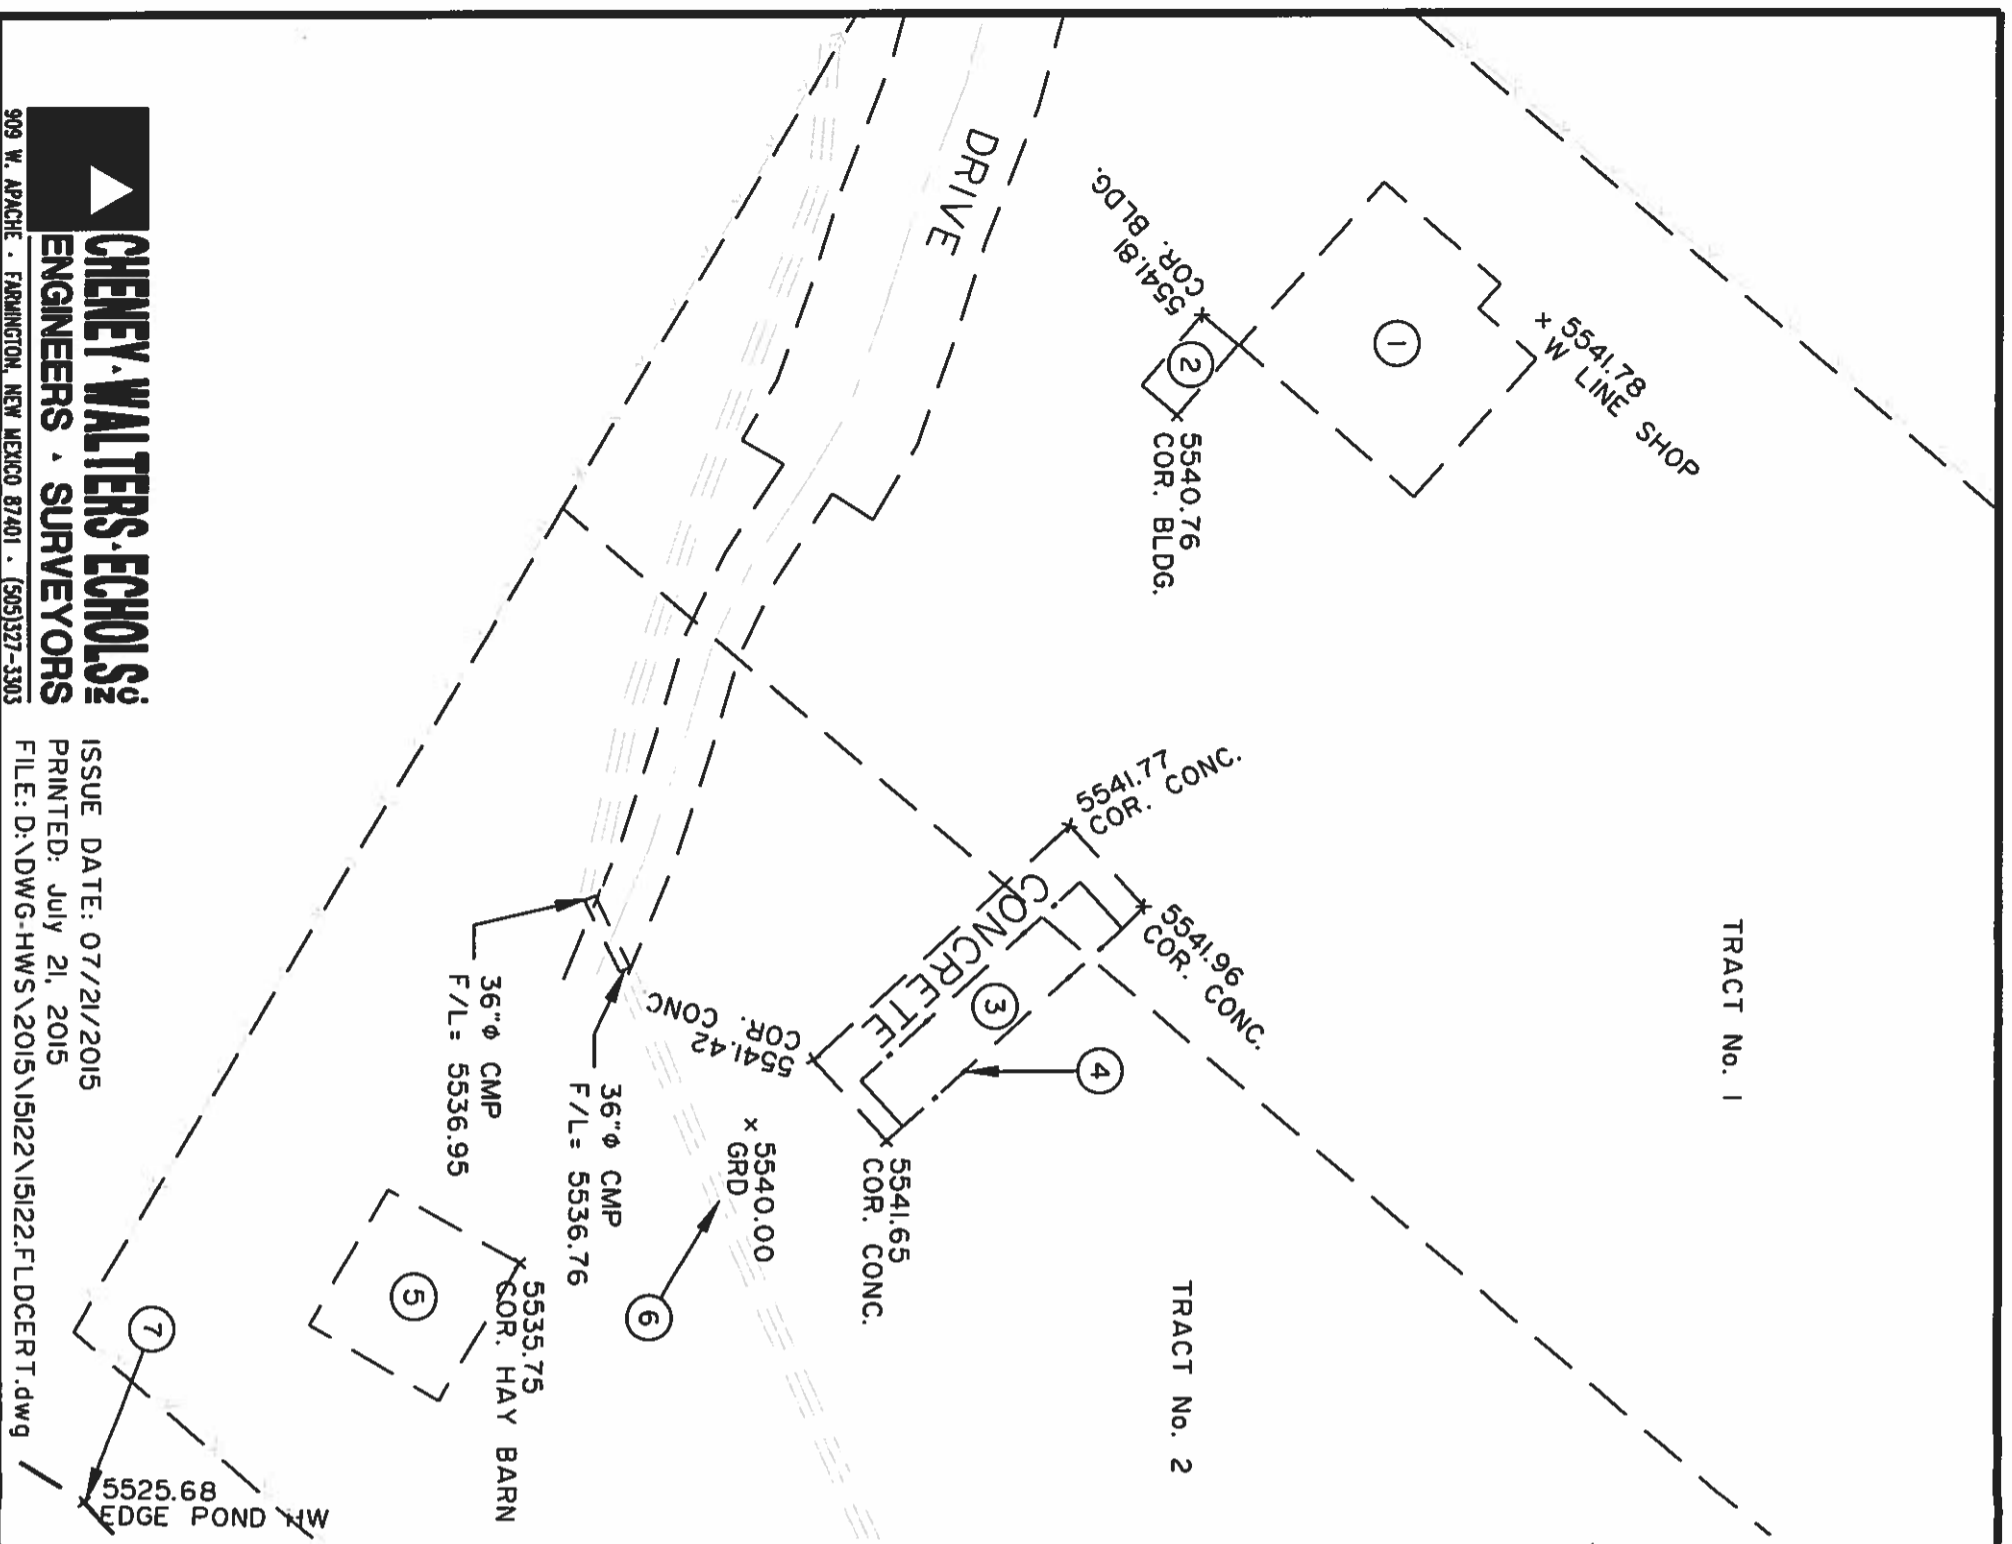 TRACT No. 1
5541.78
W LINE SHOP
1
5541.81
COR. BLDG.
2
5540.76
COR. BLDG.
DRIVE
5541.77
COR. CONC.
5541.96
COR. CONC.
CONCRETE
3
4
5541.42
COR. CONC
5541.65
COR. CONC.
TRACT No. 2
5540.00
GRD
36"Ø CMP
F/L= 5536.76
36"Ø CMP
F/L= 5536.95
6
5535.75
COR. HAY BARN
5
7
5525.68
EDGE POND HW
CHENEY·WALTERS·ECHOLS INC.
ENGINEERS · SURVEYORS
909 W. APACHE · FARMINGTON, NEW MEXICO 87401 · (505)327-3303
ISSUE DATE: 07/21/2015
PRINTED: July 21, 2015
FILE: D:\DWG-HWS\2015\15122\15122.FLDCERT.dwg